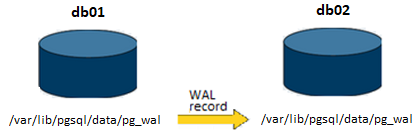 db01
db02
WAL
record
/var/lib/pgsql/data/pg_wal
/var/lib/pgsql/data/pg_wal